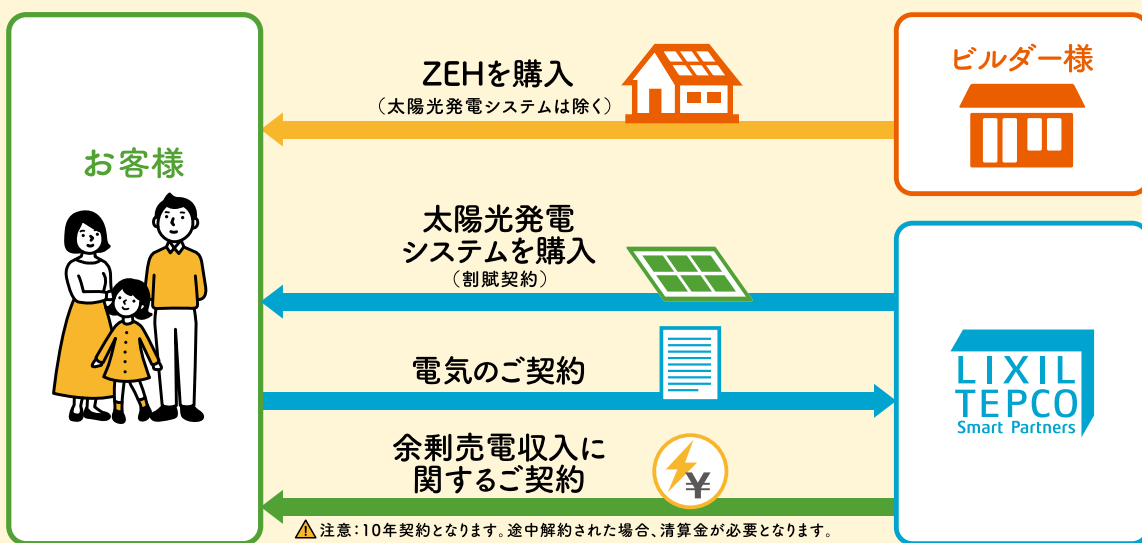 ZEHを購入
(太陽光発電システムは除く)
ビルダー様
お客様
太陽光発電
システムを購入
(割賦契約)
電気のご契約
LIXIL
TEPCO
Smart Partners
余剰売電収入に
関するご契約
¥
注意:10年契約となります。途中解約された場合、清算金が必要となります。